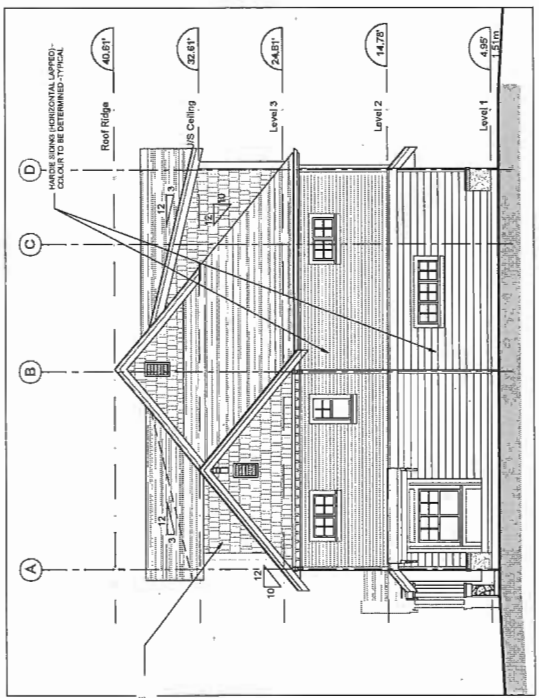 HARDIE SIDING (HORIZONTAL LAPPED) -
COLOUR TO BE DETERMINED -TYPICAL
A
B
C
D
Roof Ridge
40.61'
U/S Ceiling
32.61'
Level 3
24.81'
Level 2
14.78'
Level 1
4.95'
1.51m
12
3
12
3
12
10
12
10